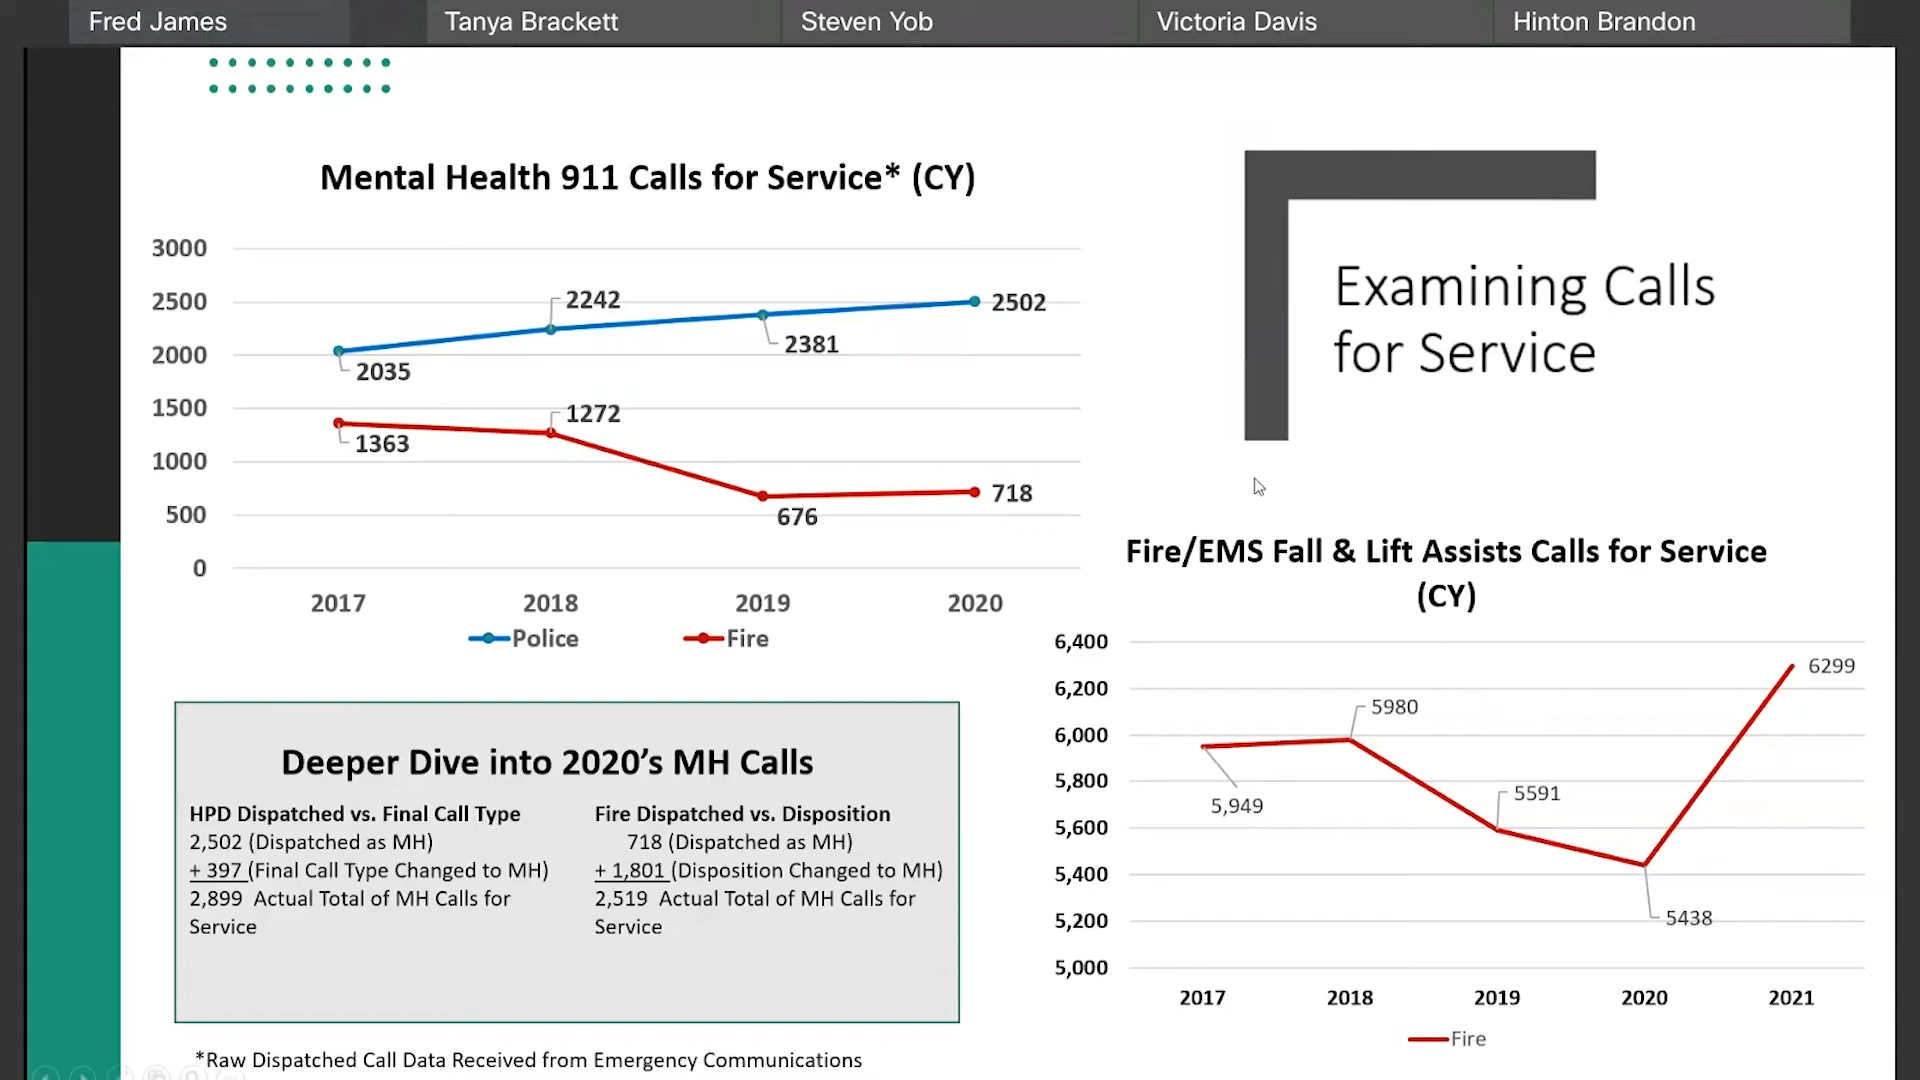 Fred James
Tanya Brackett
Steven Yob
Victoria Davis
Hinton Brandon
Mental Health 911 Calls for Service* (CY)
3000
2500
2000
1500
1000
500
0
2035
2242
2381
2502
1363
1272
676
718
2017
2018
2019
2020
Police
Fire
Examining Calls
for Service
Deeper Dive into 2020’s MH Calls
HPD Dispatched vs. Final Call Type
2,502 (Dispatched as MH)
+ 397 (Final Call Type Changed to MH)
2,899 Actual Total of MH Calls for
Service
Fire Dispatched vs. Disposition
718 (Dispatched as MH)
+ 1,801 (Disposition Changed to MH)
2,519 Actual Total of MH Calls for
Service
*Raw Dispatched Call Data Received from Emergency Communications
Fire/EMS Fall & Lift Assists Calls for Service
(CY)
6,400
6,200
6,000
5,800
5,600
5,400
5,200
5,000
5,949
5980
5591
5438
6299
2017
2018
2019
2020
2021
Fire